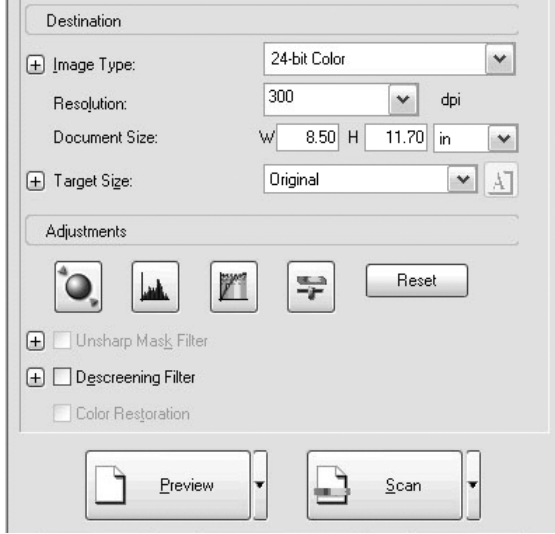 Destination
Image Type: 24-bit Color
Resolution: 300 dpi
Document Size: W 8.50 H 11.70 in
Target Size: Original A
Adjustments
Reset
Unsharp Mask Filter
Descreening Filter
Color Restoration
Preview Scan